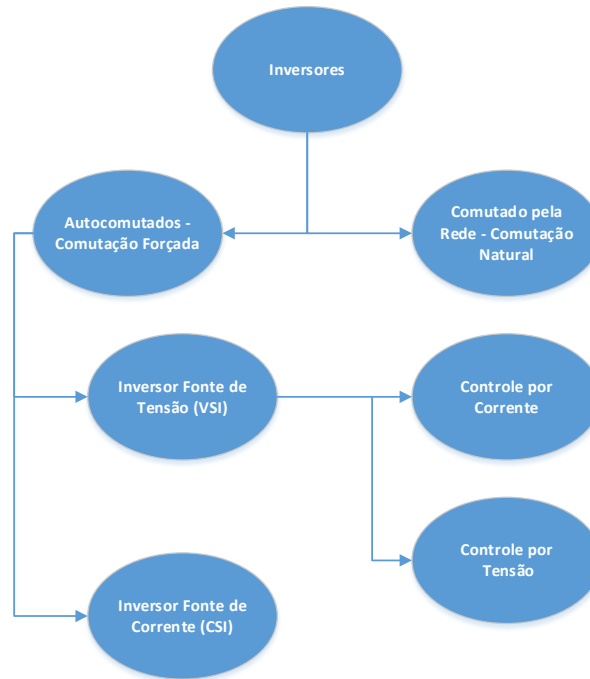 Inversores
Autocomutados -
Comutação Forçada
Comutado pela
Rede - Comutação
Natural
Inversor Fonte de
Tensão (VSI)
Controle por
Corrente
Controle por
Tensão
Inversor Fonte de
Corrente (CSI)